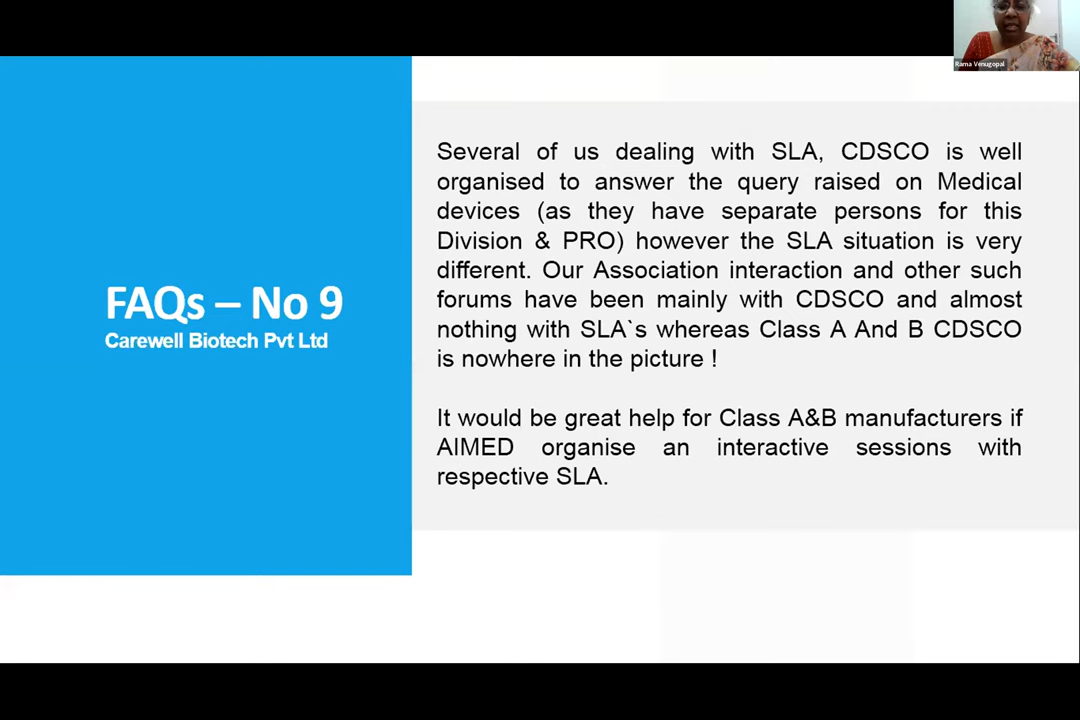 Rama Venugopal
FAQs – No 9
Carewell Biotech Pvt Ltd
Several of us dealing with SLA, CDSCO is well
organised to answer the query raised on Medical
devices (as they have separate persons for this
Division & PRO) however the SLA situation is very
different. Our Association interaction and other such
forums have been mainly with CDSCO and almost
nothing with SLA`s whereas Class A And B CDSCO
is nowhere in the picture !
It would be great help for Class A&B manufacturers if
AIMED organise an interactive sessions with
respective SLA.